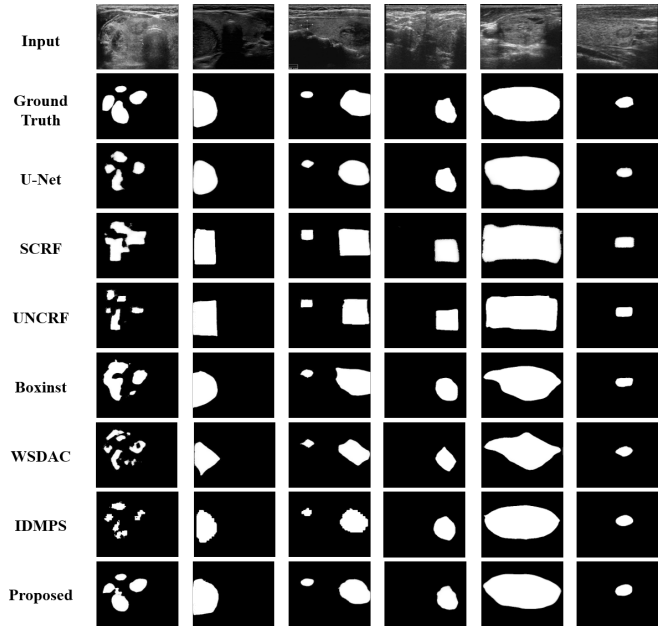 Input
Ground
Truth
U-Net
SCRF
UNCRF
Boxinst
WSDAC
IDMPS
Proposed